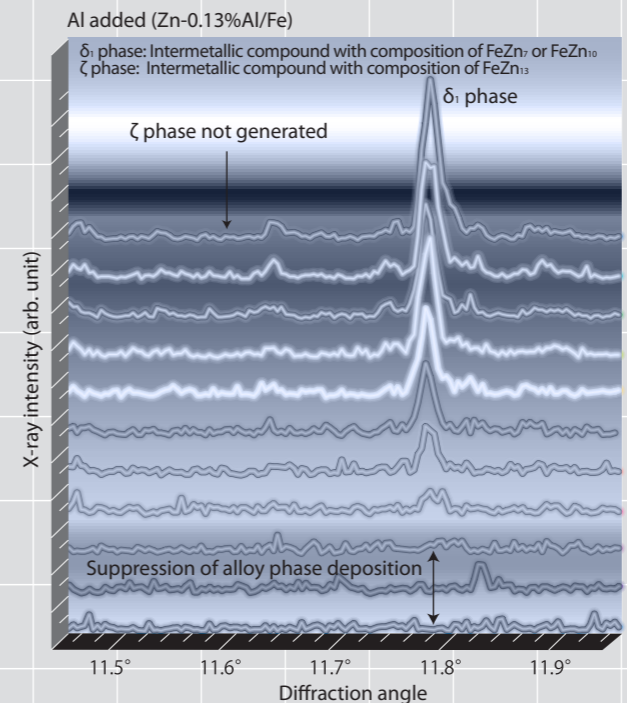 Al added (Zn-0.13%Al/Fe)
δ₁ phase: Intermetallic compound with composition of FeZn₇ or FeZn₁₀
ζ phase: Intermetallic compound with composition of FeZn₁₃
δ₁ phase
ζ phase not generated
X-ray intensity (arb. unit)
Suppression of alloy phase deposition
11.5° 11.6° 11.7° 11.8° 11.9°
Diffraction angle